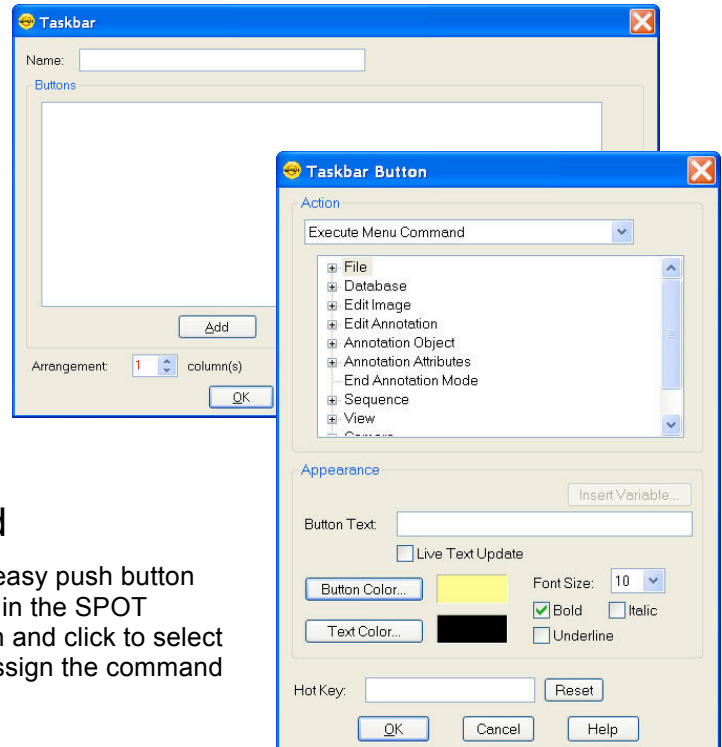 Taskbar
Name:
Buttons
Add
Arrangement: 1 column(s)
OK
Taskbar Button
Action
Execute Menu Command
File
Database
Edit Image
Edit Annotation
Annotation Object
Annotation Attributes
End Annotation Mode
Sequence
View
Camera
Appearance
Insert Variable...
Button Text:
Live Text Update
Button Color...
Font Size: 10
Bold Italic
Text Color...
Underline
Hot Key:
Reset
OK Cancel Help
easy push button
in the SPOT
and click to select
ssign the command